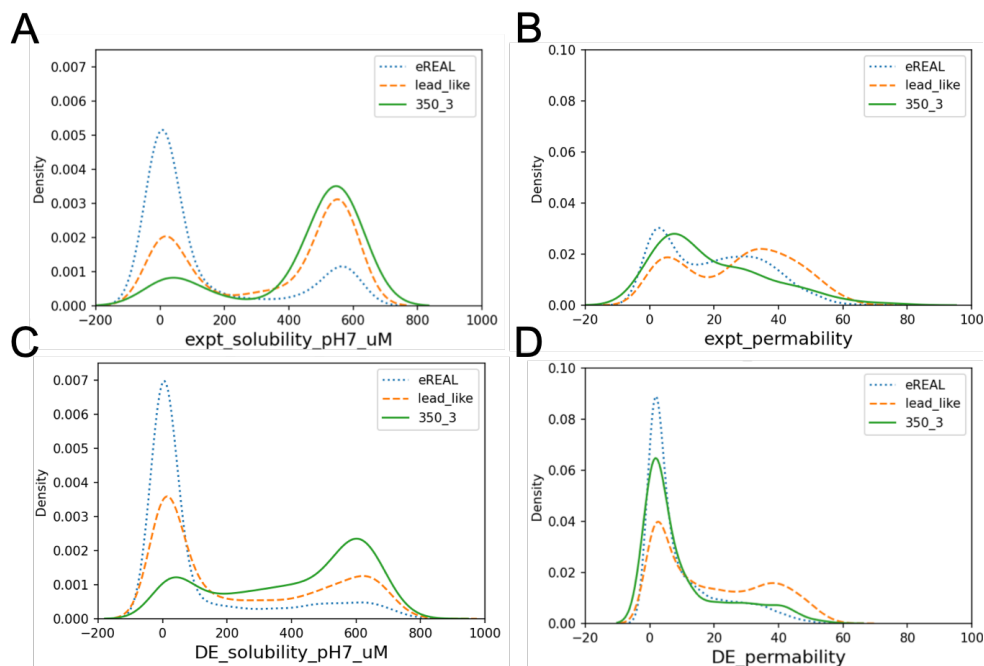 A
0.007
0.006
0.005
0.004
0.003
0.002
0.001
0.000
Density
-200 0 200 400 600 800 1000
expt_solubility_pH7_uM
eREAL
lead_like
350_3
B
0.10
0.08
0.06
0.04
0.02
0.00
Density
-20 0 20 40 60 80 100
expt_permability
eREAL
lead_like
350_3
C
0.007
0.006
0.005
0.004
0.003
0.002
0.001
0.000
Density
-200 0 200 400 600 800 1000
DE_solubility_pH7_uM
eREAL
lead_like
350_3
D
0.10
0.08
0.06
0.04
0.02
0.00
Density
-20 0 20 40 60 80 100
DE_permability
eREAL
lead_like
350_3